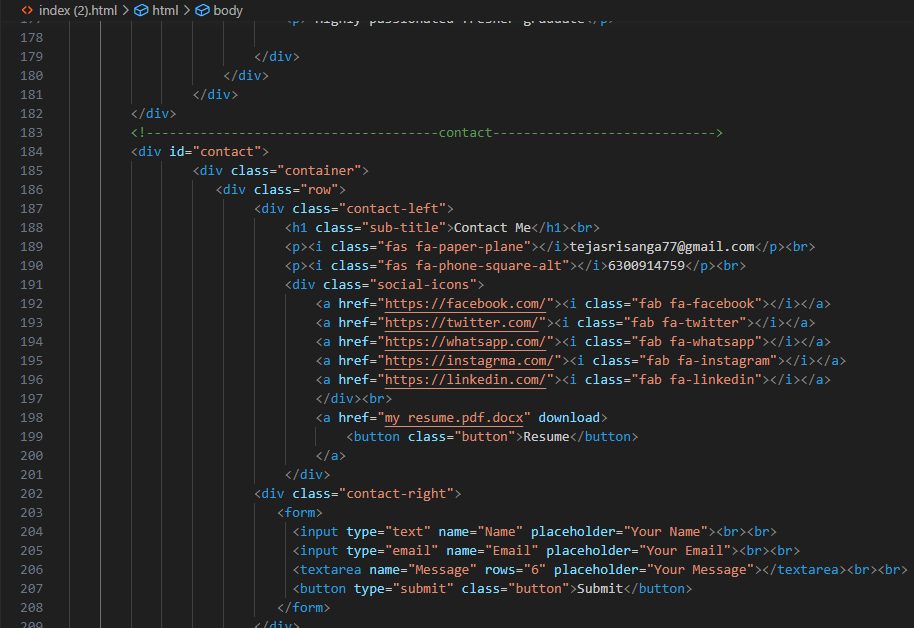 index (2).html > html > body
177 <p> Highly passionated fresher graduate</p>
178
179 </div>
180 </div>
181 </div>
182 </div>
183 <!--------------------------------------contact----------------------------->
184 <div id="contact">
185 <div class="container">
186 <div class="row">
187 <div class="contact-left">
188 <h1 class="sub-title">Contact Me</h1><br>
189 <p><i class="fas fa-paper-plane"></i>tejasrisanga77@gmail.com</p><br>
190 <p><i class="fas fa-phone-square-alt"></i>6300914759</p><br>
191 <div class="social-icons">
192 <a href="https://facebook.com/"><i class="fab fa-facebook"></i></a>
193 <a href="https://twitter.com/"><i class="fab fa-twitter"></i></a>
194 <a href="https://whatsapp.com/"><i class="fab fa-whatsapp"></i></a>
195 <a href="https://instagrma.com/"><i class="fab fa-instagram"></i></a>
196 <a href="https://linkedin.com/"><i class="fab fa-linkedin"></i></a>
197 </div><br>
198 <a href="my resume.pdf.docx" download>
199 <button class="button">Resume</button>
200 </a>
201 </div>
202 <div class="contact-right">
203 <form>
204 <input type="text" name="Name" placeholder="Your Name"><br><br>
205 <input type="email" name="Email" placeholder="Your Email"><br><br>
206 <textarea name="Message" rows="6" placeholder="Your Message"></textarea><br><br>
207 <button type="submit" class="button">Submit</button>
208 </form>
209 </div>